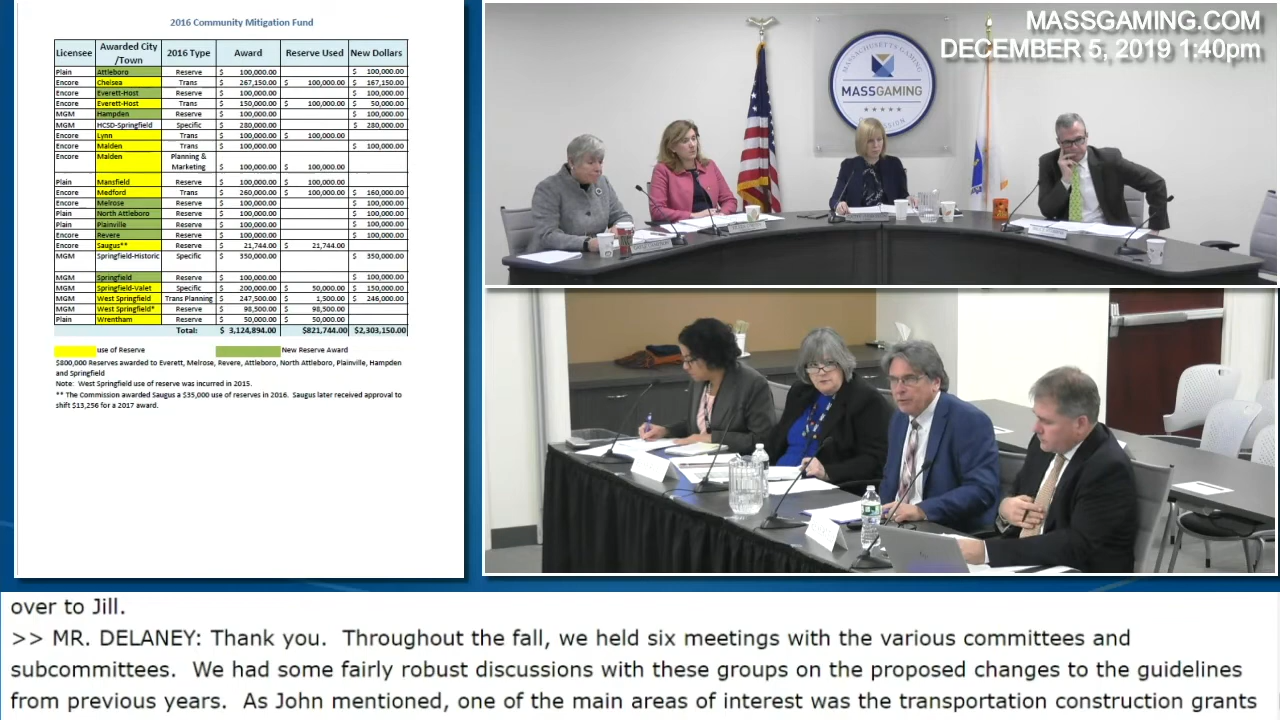 2016 Community Mitigation Fund
Licensee Awarded City /Town 2016 Type Award Reserve Used New Dollars
Plain Attleboro Reserve $ 100,000.00 $ 100,000.00
Encore Chelsea Trans $ 267,150.00 $ 100,000.00 $ 167,150.00
Encore Everett-Host Reserve $ 100,000.00 $ 100,000.00
Encore Everett-Host Trans $ 150,000.00 $ 100,000.00 $ 50,000.00
MGM Hampden Reserve $ 100,000.00 $ 100,000.00
MGM HCSD-Springfield Specific $ 280,000.00 $ 280,000.00
Encore Lynn Trans $ 100,000.00 $ 100,000.00
Encore Malden Trans $ 100,000.00 $ 100,000.00
Encore Malden Planning & Marketing $ 100,000.00 $ 100,000.00
Plain Mansfield Reserve $ 100,000.00 $ 100,000.00
Encore Medford Trans $ 260,000.00 $ 100,000.00 $ 160,000.00
Encore Melrose Reserve $ 100,000.00 $ 100,000.00
Plain North Attleboro Reserve $ 100,000.00 $ 100,000.00
Plain Plainville Reserve $ 100,000.00 $ 100,000.00
Encore Revere Reserve $ 100,000.00 $ 100,000.00
Encore Saugus** Reserve $ 21,744.00 $ 21,744.00
MGM Springfield-Historic Specific $ 350,000.00 $ 350,000.00
MGM Springfield Reserve $ 100,000.00 $ 100,000.00
MGM Springfield-Valet Specific $ 200,000.00 $ 50,000.00 $ 150,000.00
MGM West Springfield Trans Planning $ 247,500.00 $ 1,500.00 $ 246,000.00
MGM West Springfield* Reserve $ 98,500.00 $ 98,500.00
Plain Wrentham Reserve $ 50,000.00 $ 50,000.00
Total: $ 3,124,894.00 $821,744.00 $2,303,150.00
use of Reserve New Reserve Award
$800,000 Reserves awarded to Everett, Melrose, Revere, Attleboro, North Attleboro, Plainville, Hampden
and Springfield
Note: West Springfield use of reserve was incurred in 2015.
** The Commission awarded Saugus a $35,000 use of reserves in 2016. Saugus later received approval to
shift $13,256 for a 2017 award.
MASSGAMING.COM
DECEMBER 5, 2019 1:40pm
MASSACHUSETTS GAMING
MASSGAMING
over to Jill.
>> MR. DELANEY: Thank you. Throughout the fall, we held six meetings with the various committees and
subcommittees. We had some fairly robust discussions with these groups on the proposed changes to the guidelines
from previous years. As John mentioned, one of the main areas of interest was the transportation construction grants